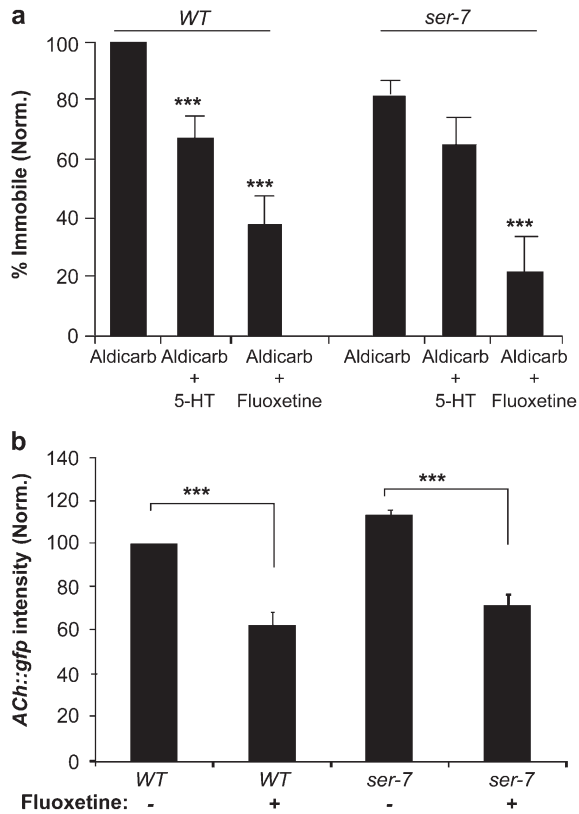 a
WT ser-7
% Immobile (Norm.)
100
80
60
40
20
0
*** *** ***
Aldicarb Aldicarb Aldicarb Aldicarb Aldicarb Aldicarb
+ + + +
5-HT Fluoxetine 5-HT Fluoxetine
b
ACh::gfp intensity (Norm.)
140
120
100
80
60
40
20
0
*** ***
WT WT ser-7 ser-7
Fluoxetine: - + - +